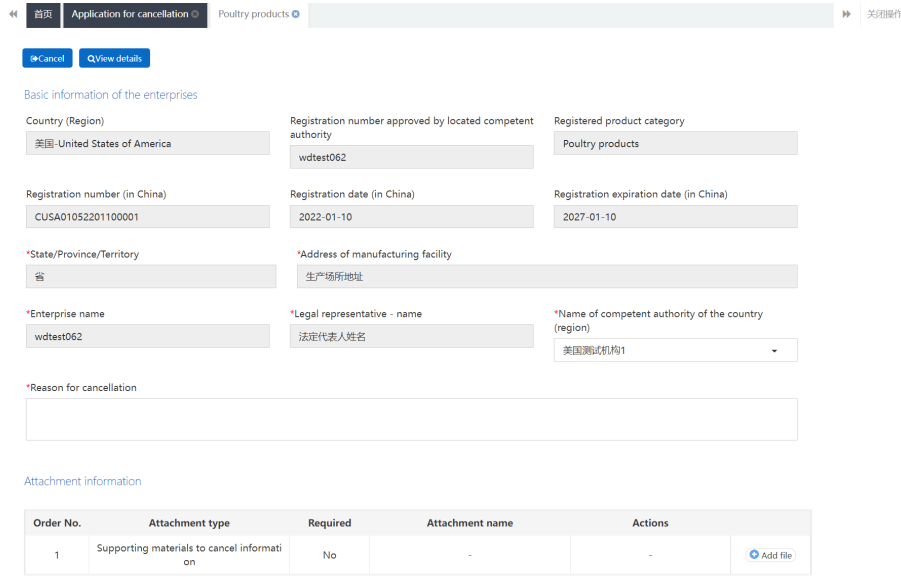 首页 Application for cancellation Poultry products 关闭操作
Cancel View details
Basic information of the enterprises
Country (Region)
美国-United States of America
Registration number approved by located competent
authority
wdtest062
Registered product category
Poultry products
Registration number (in China)
CUSA01052201100001
Registration date (in China)
2022-01-10
Registration expiration date (in China)
2027-01-10
*State/Province/Territory
省
*Address of manufacturing facility
生产场所地址
*Enterprise name
wdtest062
*Legal representative - name
法定代表人姓名
*Name of competent authority of the country
(region)
美国测试机构1
*Reason for cancellation
Attachment information
Order No. Attachment type Required Attachment name Actions
1 Supporting materials to cancel informati
on No - - Add file